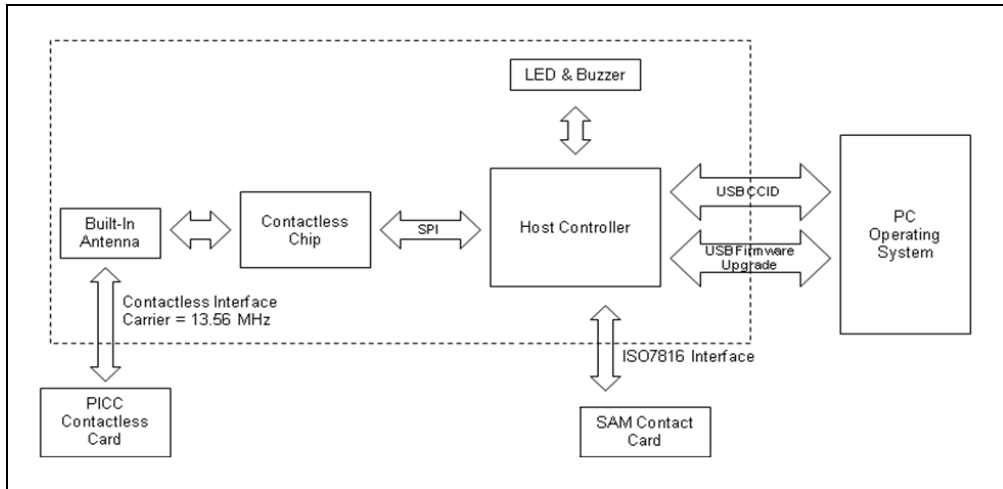 LED & Buzzer
Built-In
Antenna
Contactless
Chip
SPI
Host Controller
USB CCID
USB Firmware
Upgrade
PC
Operating
System
Contactless Interface
Carrier = 13.56 MHz
ISO7816 Interface
PICC
Contactless
Card
SAM Contact
Card